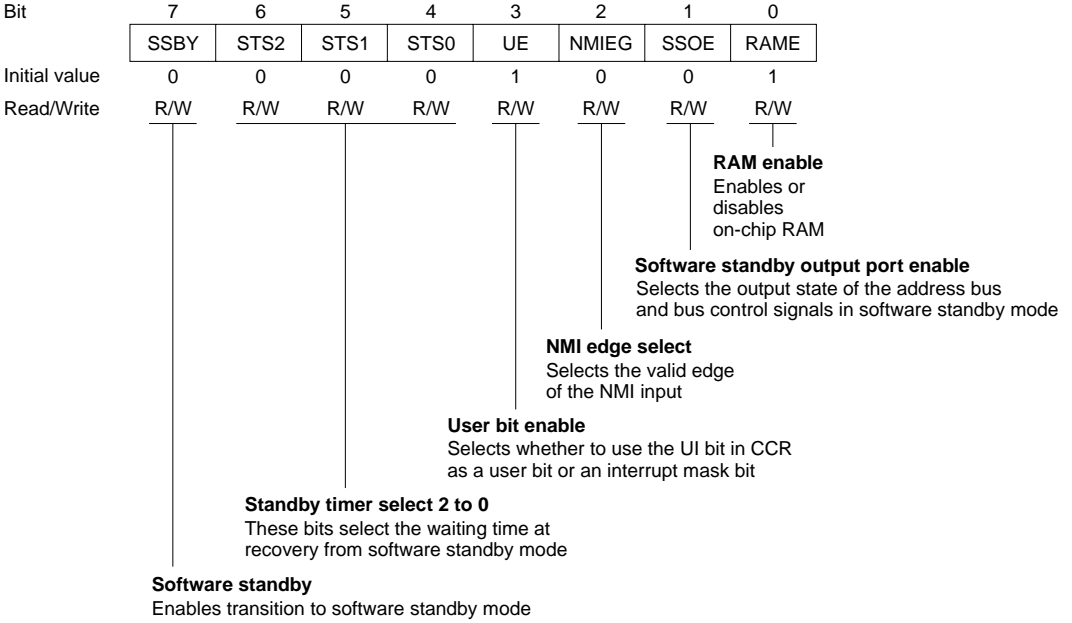 Bit 7 6 5 4 3 2 1 0
SSBY STS2 STS1 STS0 UE NMIEG SSOE RAME
Initial value 0 0 0 0 1 0 0 1
Read/Write R/W R/W R/W R/W R/W R/W R/W R/W
RAM enable
Enables or
disables
on-chip RAM
Software standby output port enable
Selects the output state of the address bus
and bus control signals in software standby mode
NMI edge select
Selects the valid edge
of the NMI input
User bit enable
Selects whether to use the UI bit in CCR
as a user bit or an interrupt mask bit
Standby timer select 2 to 0
These bits select the waiting time at
recovery from software standby mode
Software standby
Enables transition to software standby mode